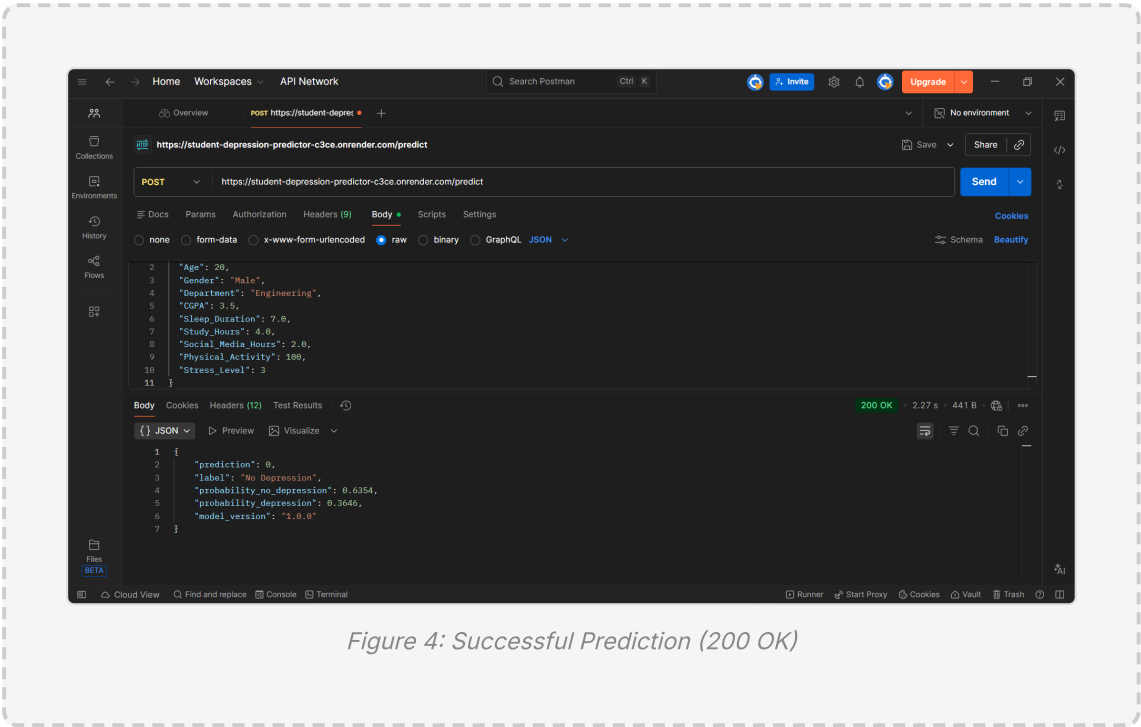 Home Workspaces API Network Search Postman Ctrl K Invite Upgrade
Overview POST https://student-depres No environment
HTTP https://student-depression-predictor-c3ce.onrender.com/predict Save Share
Collections
Environments
History
Flows
POST https://student-depression-predictor-c3ce.onrender.com/predict Send
Docs Params Authorization Headers (9) Body Scripts Settings Cookies
none form-data x-www-form-urlencoded raw binary GraphQL JSON Schema Beautify
2 "Age": 20,
3 "Gender": "Male",
4 "Department": "Engineering",
5 "CGPA": 3.5,
6 "Sleep_Duration": 7.0,
7 "Study_Hours": 4.0,
8 "Social_Media_Hours": 2.0,
9 "Physical_Activity": 100,
10 "Stress_Level": 3
11 }
Body Cookies Headers (12) Test Results 200 OK 2.27 s 441 B
{} JSON Preview Visualize
1 {
2 "prediction": 0,
3 "label": "No Depression",
4 "probability_no_depression": 0.6354,
5 "probability_depression": 0.3646,
6 "model_version": "1.0.0"
7 }
Files
BETA
AI
Cloud View Find and replace Console Terminal Runner Start Proxy Cookies Vault Trash
Figure 4: Successful Prediction (200 OK)